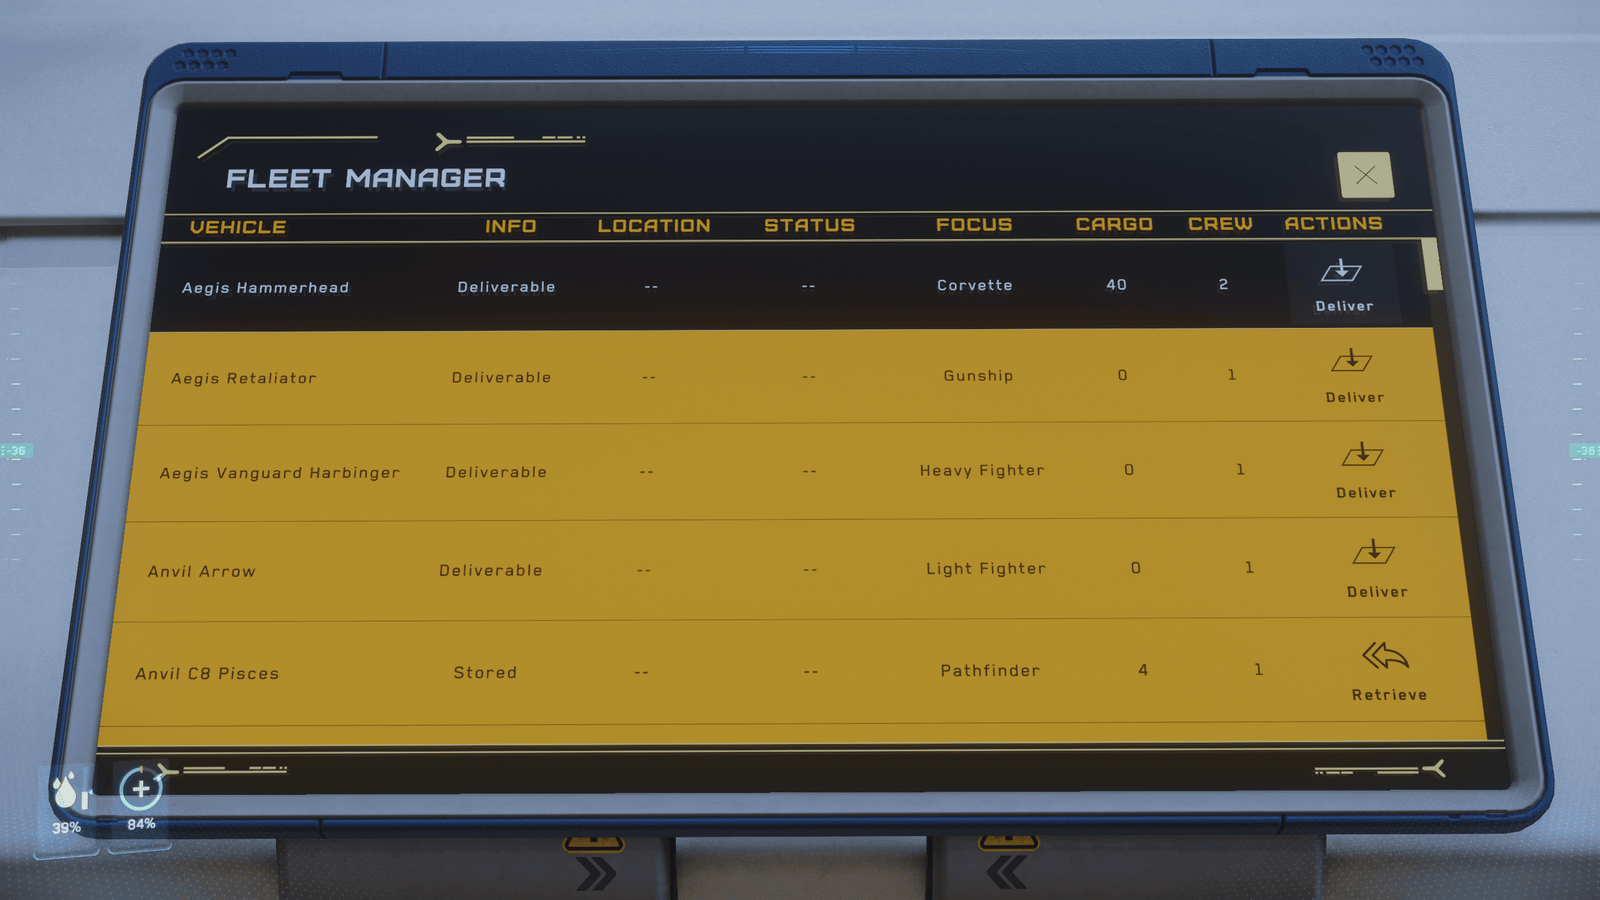 FLEET MANAGER
VEHICLE INFO LOCATION STATUS FOCUS CARGO CREW ACTIONS
Aegis Hammerhead Deliverable -- -- Corvette 40 2 Deliver
Aegis Retaliator Deliverable -- -- Gunship 0 1 Deliver
Aegis Vanguard Harbinger Deliverable -- -- Heavy Fighter 0 1 Deliver
Anvil Arrow Deliverable -- -- Light Fighter 0 1 Deliver
Anvil C8 Pisces Stored -- -- Pathfinder 4 1 Retrieve
-36 -36
39% 84%